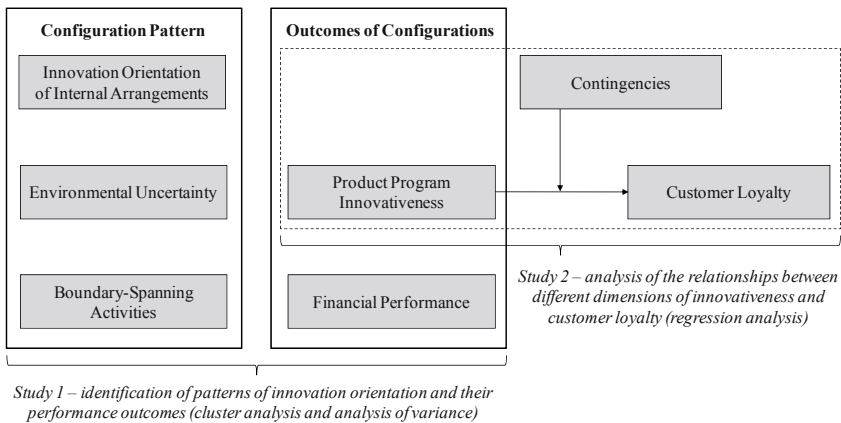 Configuration Pattern
Innovation Orientation
of Internal Arrangements
Environmental Uncertainty
Boundary-Spanning
Activities
Outcomes of Configurations
Product Program
Innovativeness
Financial Performance
Contingencies
Customer Loyalty
Study 2 – analysis of the relationships between
different dimensions of innovativeness and
customer loyalty (regression analysis)
Study 1 – identification of patterns of innovation orientation and their
performance outcomes (cluster analysis and analysis of variance)